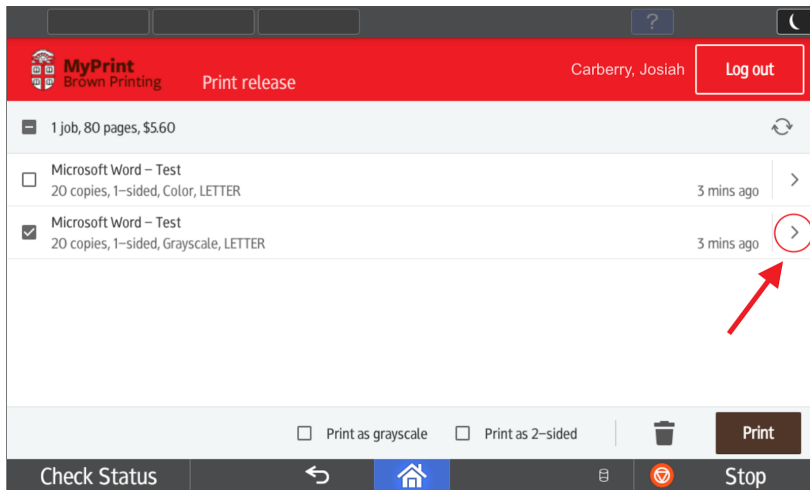 ?
MyPrint
Brown Printing
Print release
Carberry, Josiah
Log out
1 job, 80 pages, $5.60
Microsoft Word – Test
20 copies, 1–sided, Color, LETTER
3 mins ago
Microsoft Word – Test
20 copies, 1–sided, Grayscale, LETTER
3 mins ago
Print as grayscale
Print as 2–sided
Print
Check Status
Stop